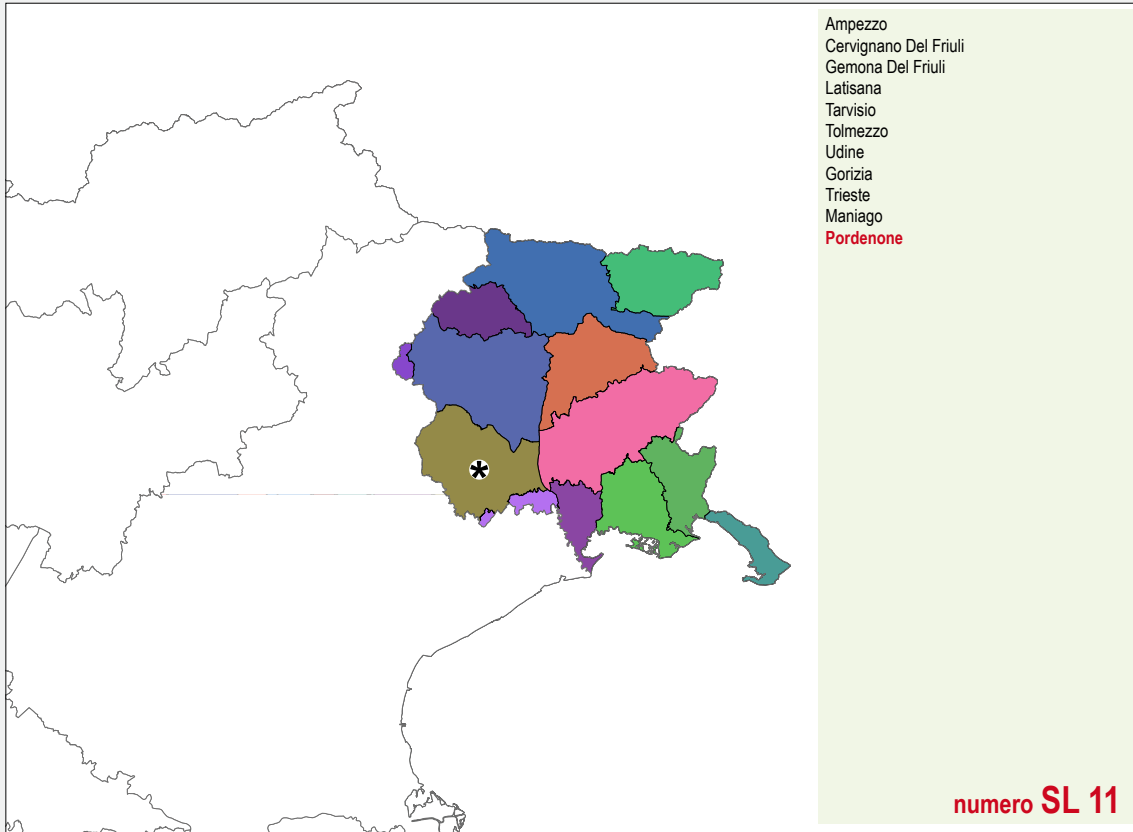 Ampezzo
Cervignano Del Friuli
Gemona Del Friuli
Latisana
Tarvisio
Tolmezzo
Udine
Gorizia
Trieste
Maniago
Pordenone
*
numero SL 11